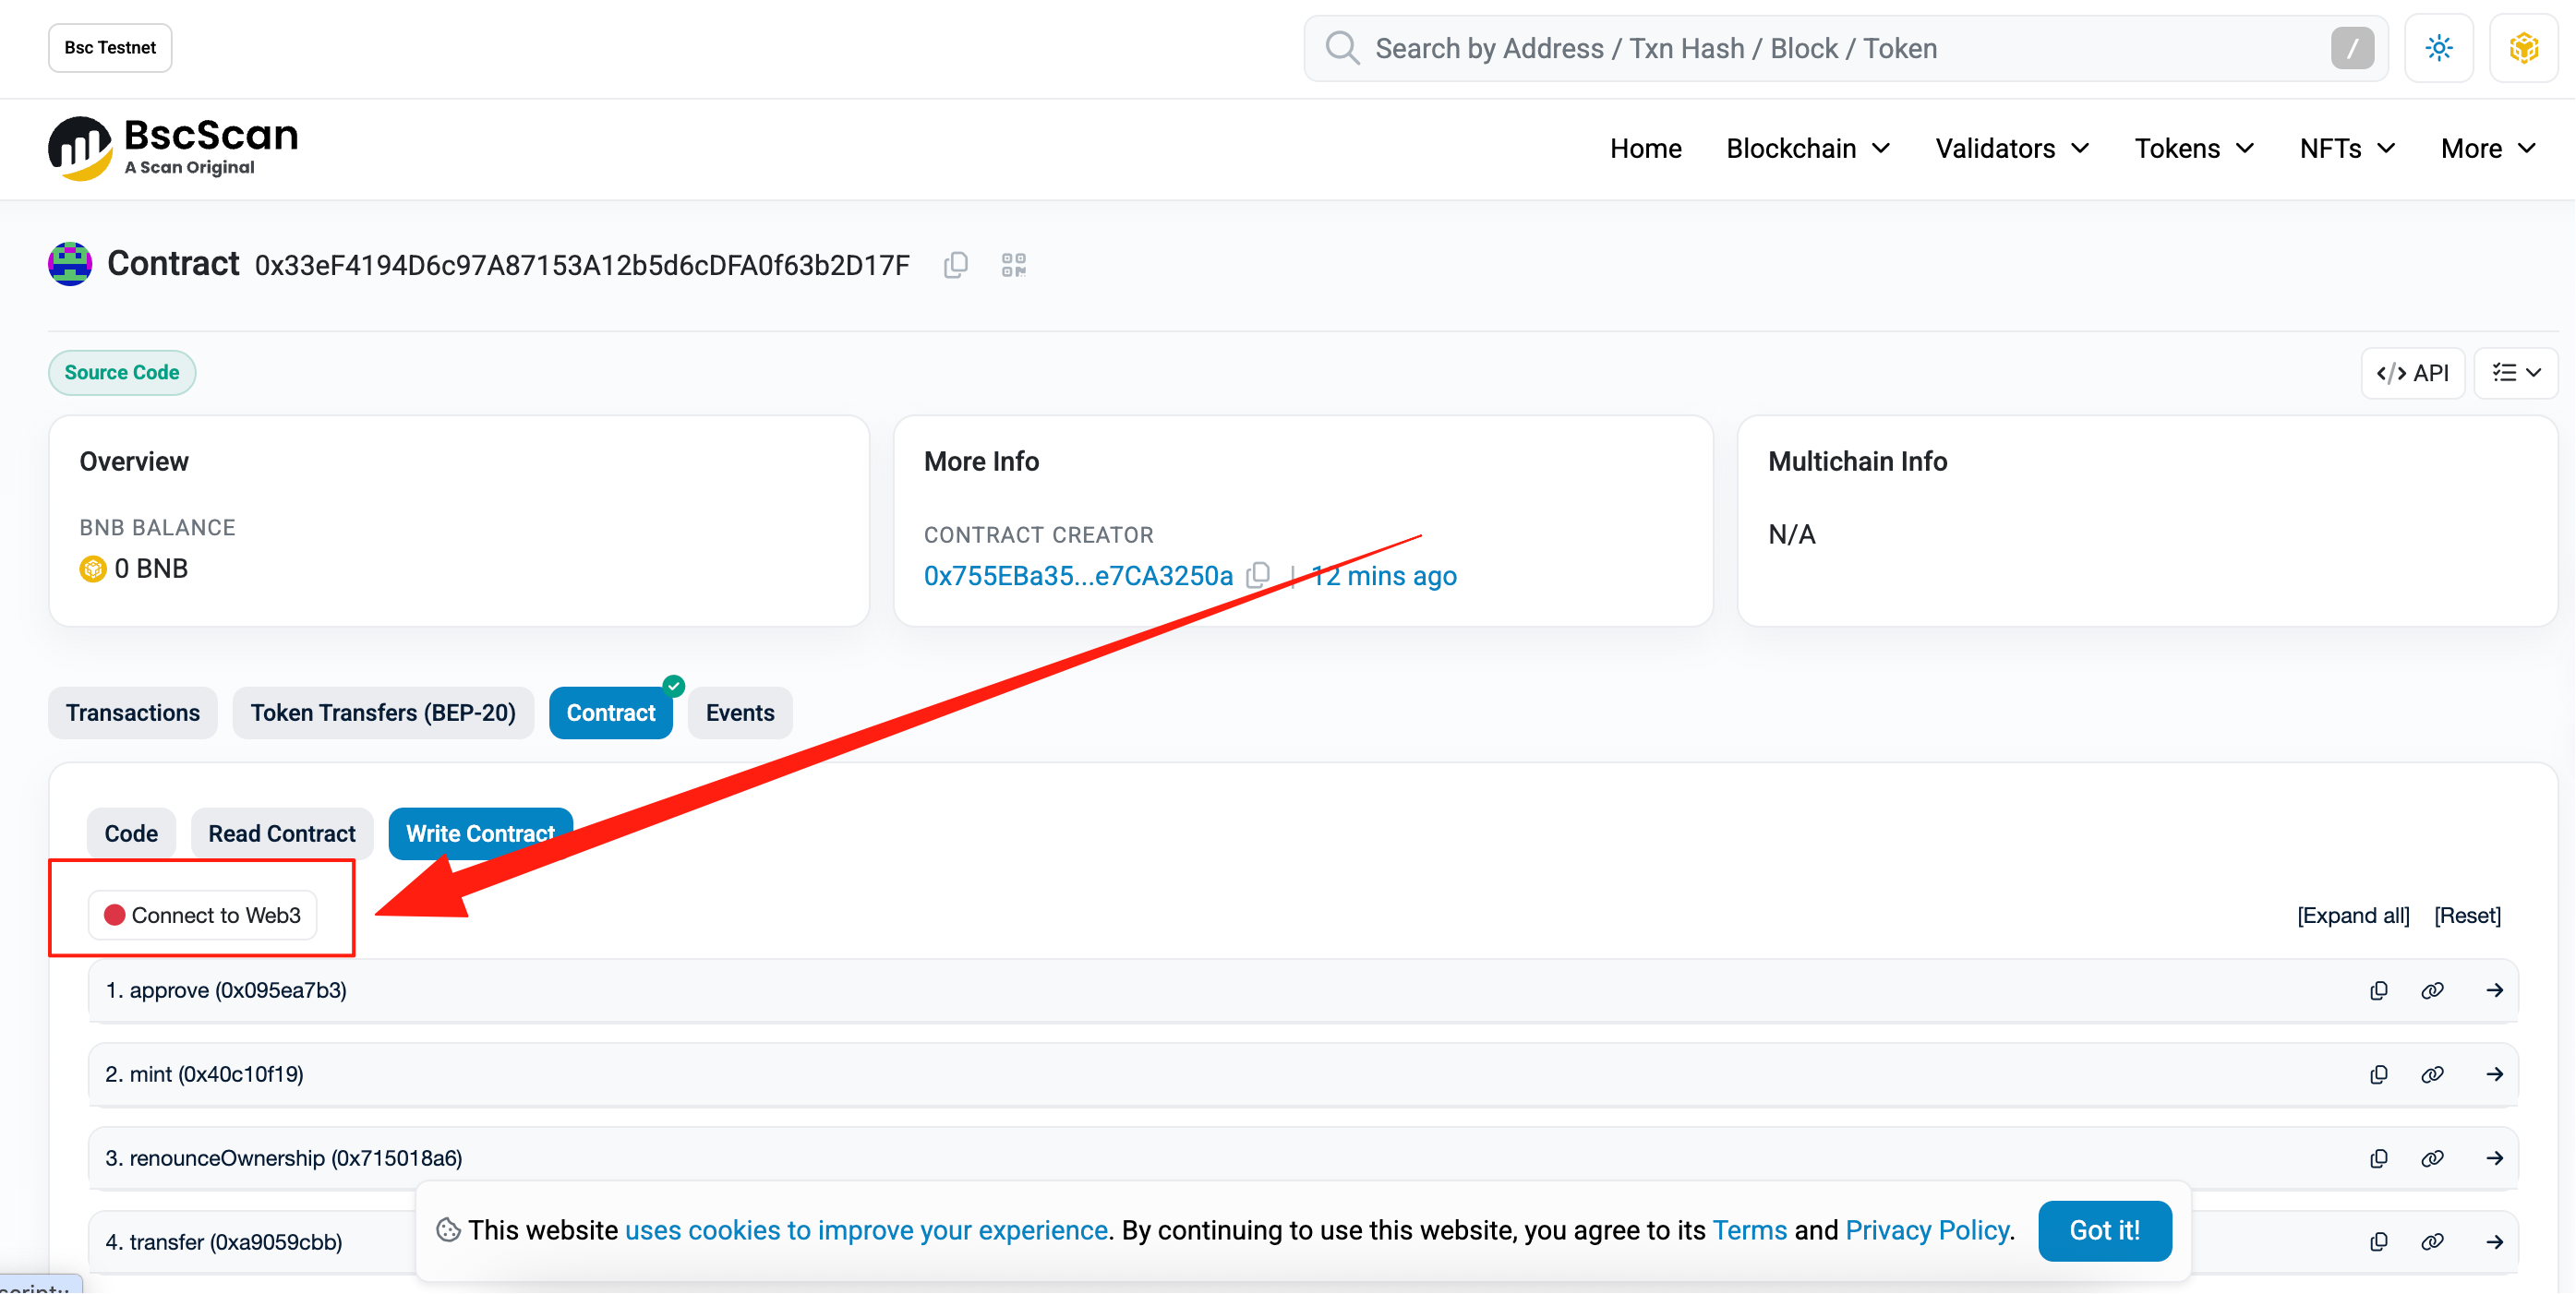 Bsc Testnet
Search by Address / Txn Hash / Block / Token
/
BscScan
A Scan Original
Home Blockchain Validators Tokens NFTs More
Contract 0x33eF4194D6c97A87153A12b5d6cDFA0f63b2D17F
Source Code
</> API
Overview
BNB BALANCE
0 BNB
More Info
CONTRACT CREATOR
0x755EBa35...e7CA3250a | 12 mins ago
Multichain Info
N/A
Transactions Token Transfers (BEP-20) Contract Events
Code Read Contract Write Contract
Connect to Web3
[Expand all] [Reset]
1. approve (0x095ea7b3)
2. mint (0x40c10f19)
3. renounceOwnership (0x715018a6)
4. transfer (0xa9059cbb)
This website uses cookies to improve your experience. By continuing to use this website, you agree to its Terms and Privacy Policy.
Got it!